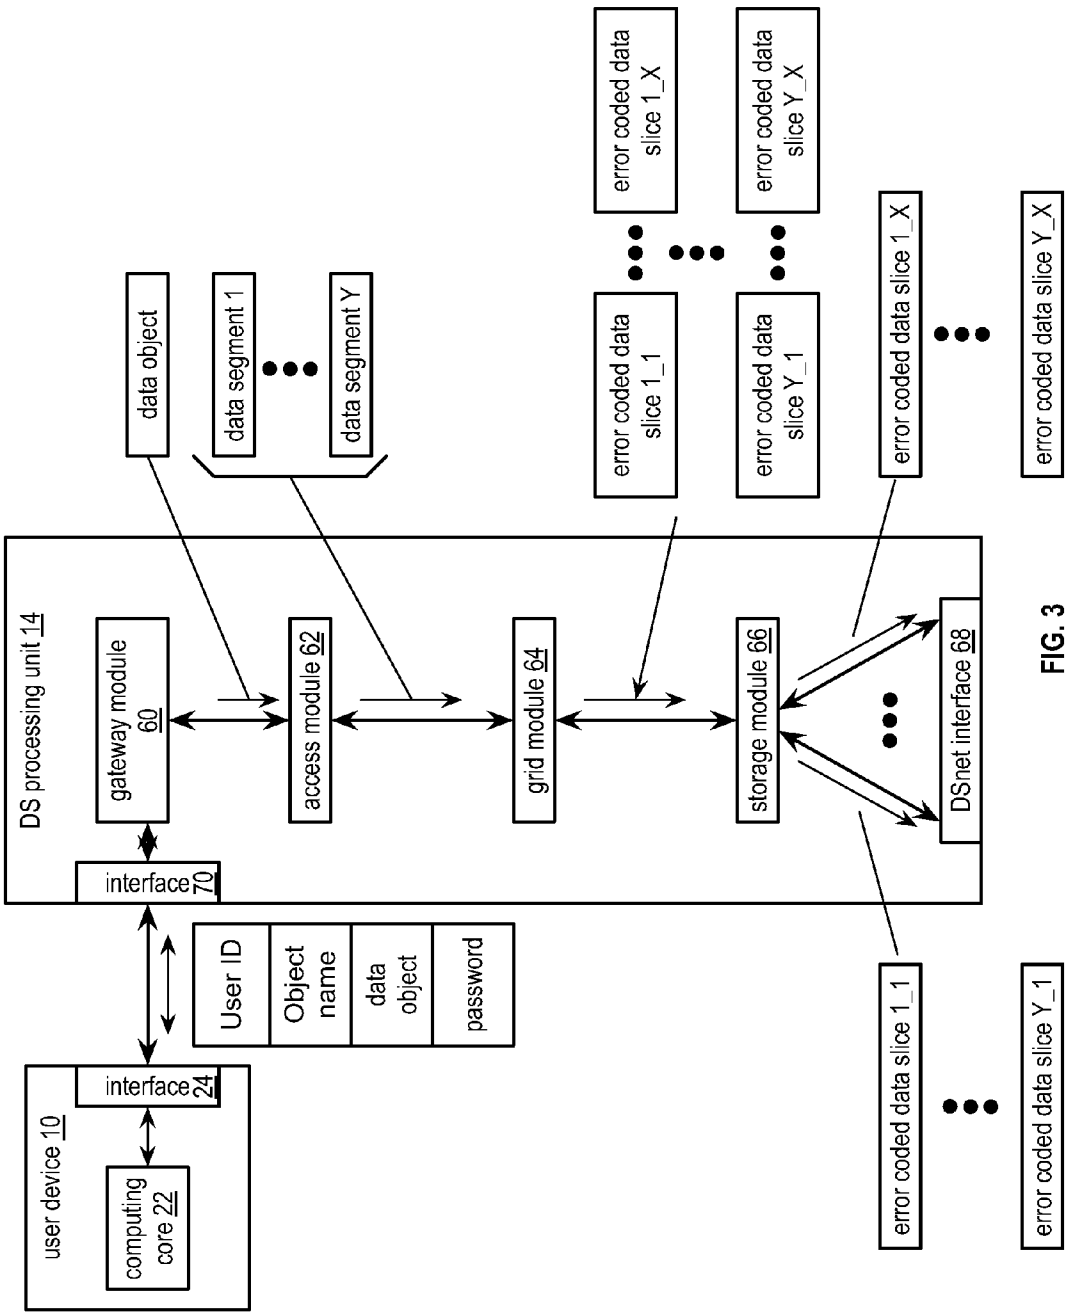 user device 10
computing
core 22
interface 24
User ID
Object
name
data
object
password
DS processing unit 14
interface 70
gateway module
60
access module 62
grid module 64
storage module 66
DSnet interface 68
data object
data segment 1
data segment Y
error coded data
slice 1_1
error coded data
slice 1_X
error coded data
slice Y_1
error coded data
slice Y_X
error coded data slice 1_1
error coded data slice Y_1
error coded data slice 1_X
error coded data slice Y_X
FIG. 3